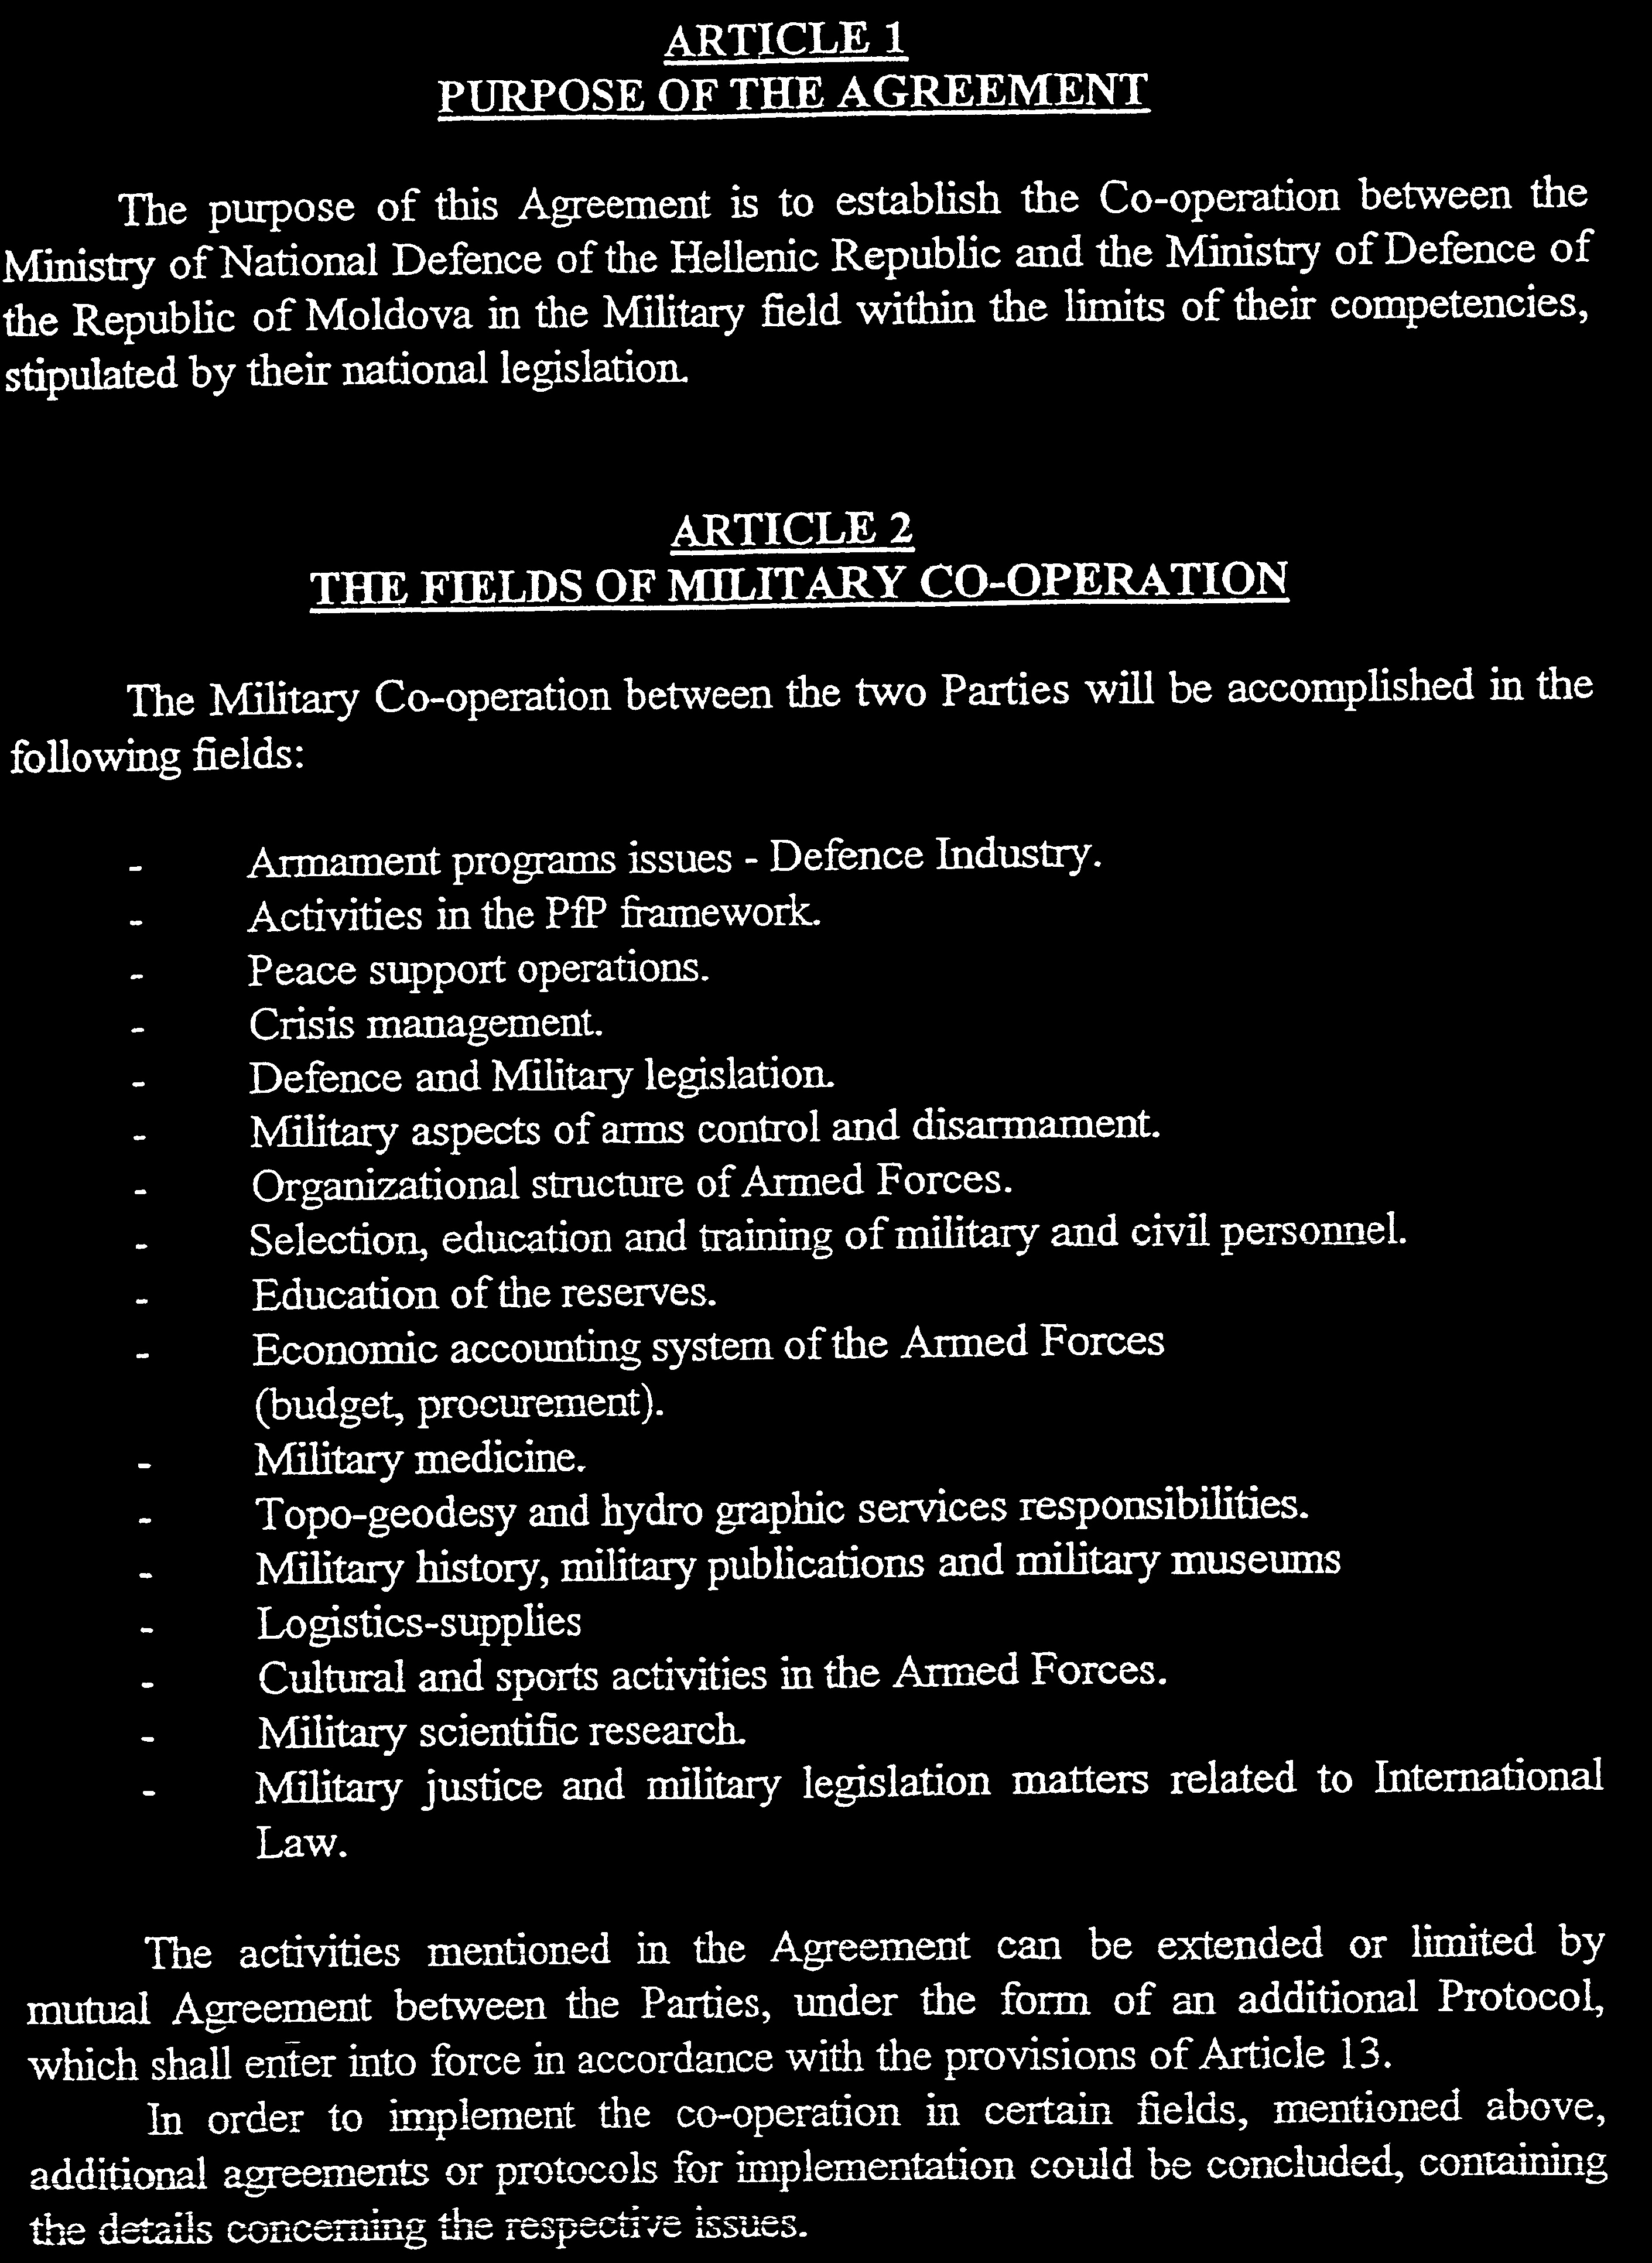 ARTICLE 1
PURPOSE OF THE AGREEMENT
The purpose of this Agreement is to establish the Co-operation between the
Ministry of National Defence of the Hellenic Republic and the Ministry of Defence of
the Republic of Moldova in the Military field within the limits of their competencies,
stipulated by their national legislation.
ARTICLE 2
THE FIELDS OF MILITARY CO-OPERATION
The Military Co-operation between the two Parties will be accomplished in the
following fields:
- Armament programs issues - Defence Industry.
- Activities in the PfP framework.
- Peace support operations.
- Crisis management.
- Defence and Military legislation.
- Military aspects of arms control and disarmament.
- Organizational structure of Armed Forces.
- Selection, education and training of military and civil personnel.
- Education of the reserves.
- Economic accounting system of the Armed Forces
(budget, procurement).
- Military medicine.
- Topo-geodesy and hydro graphic services responsibilities.
- Military history, military publications and military museums
- Logistics-supplies
- Cultural and sports activities in the Armed Forces.
- Military scientific research.
- Military justice and military legislation matters related to International
Law.
The activities mentioned in the Agreement can be extended or limited by
mutual Agreement between the Parties, under the form of an additional Protocol,
which shall enter into force in accordance with the provisions of Article 13.
In order to implement the co-operation in certain fields, mentioned above,
additional agreements or protocols for implementation could be concluded, containing
the details concerning the respective issues.